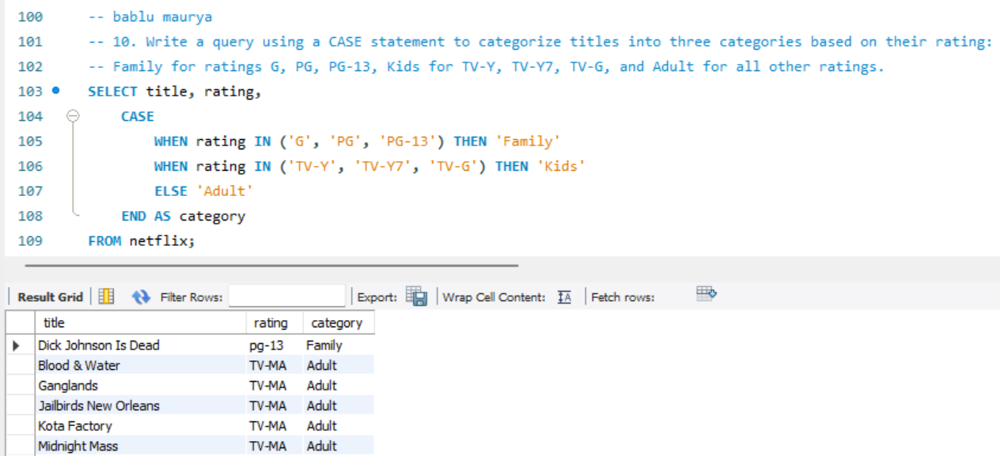 100 -- bablu maurya
101 -- 10. Write a query using a CASE statement to categorize titles into three categories based on their rating:
102 -- Family for ratings G, PG, PG-13, Kids for TV-Y, TV-Y7, TV-G, and Adult for all other ratings.
103 SELECT title, rating,
104 CASE
105 WHEN rating IN ('G', 'PG', 'PG-13') THEN 'Family'
106 WHEN rating IN ('TV-Y', 'TV-Y7', 'TV-G') THEN 'Kids'
107 ELSE 'Adult'
108 END AS category
109 FROM netflix;
Result Grid Filter Rows: Export: Wrap Cell Content: IA Fetch rows:
title rating category
Dick Johnson Is Dead pg-13 Family
Blood & Water TV-MA Adult
Ganglands TV-MA Adult
Jailbirds New Orleans TV-MA Adult
Kota Factory TV-MA Adult
Midnight Mass TV-MA Adult